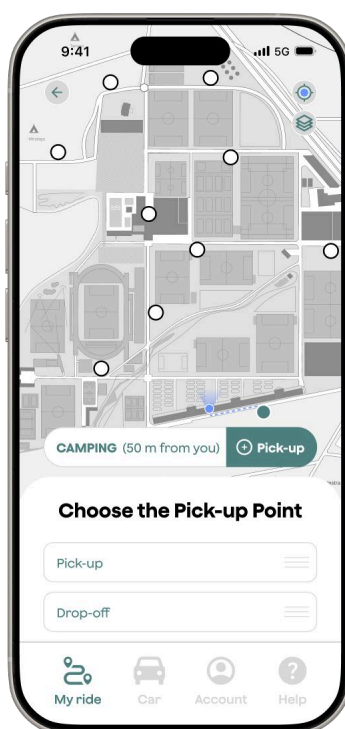 9:41
5G
CAMPING (50 m from you)
Pick-up
Choose the Pick-up Point
Pick-up
Drop-off
My ride
Car
Account
Help
?